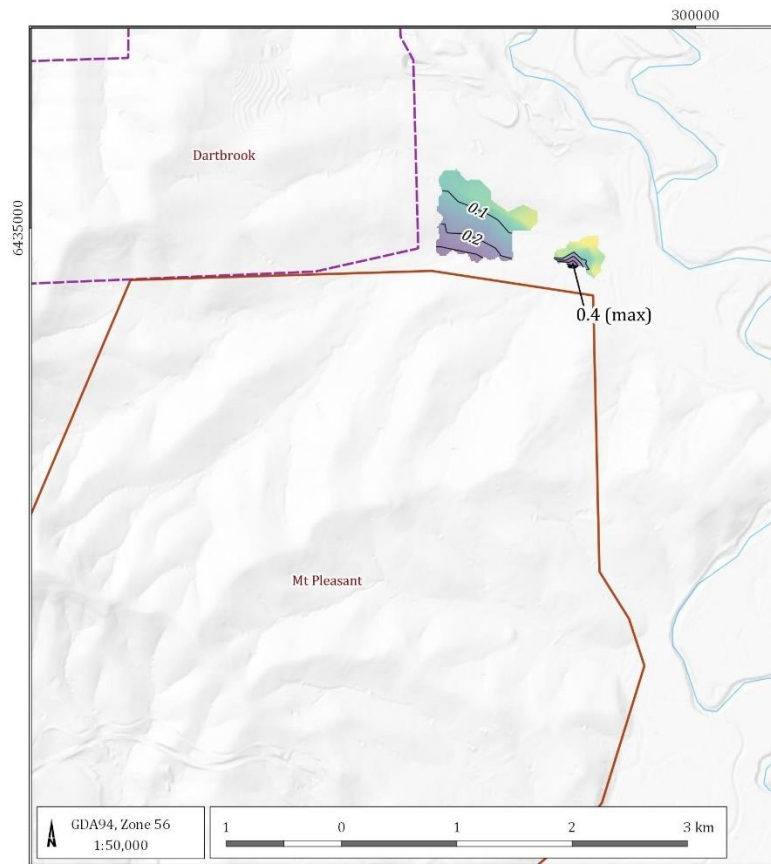 300000
Dartbrook
0.1
6435000
0.2
0.4 (max)
Mt Pleasant
GDA94, Zone 56
1:50,000
1 0 1 2 3 km